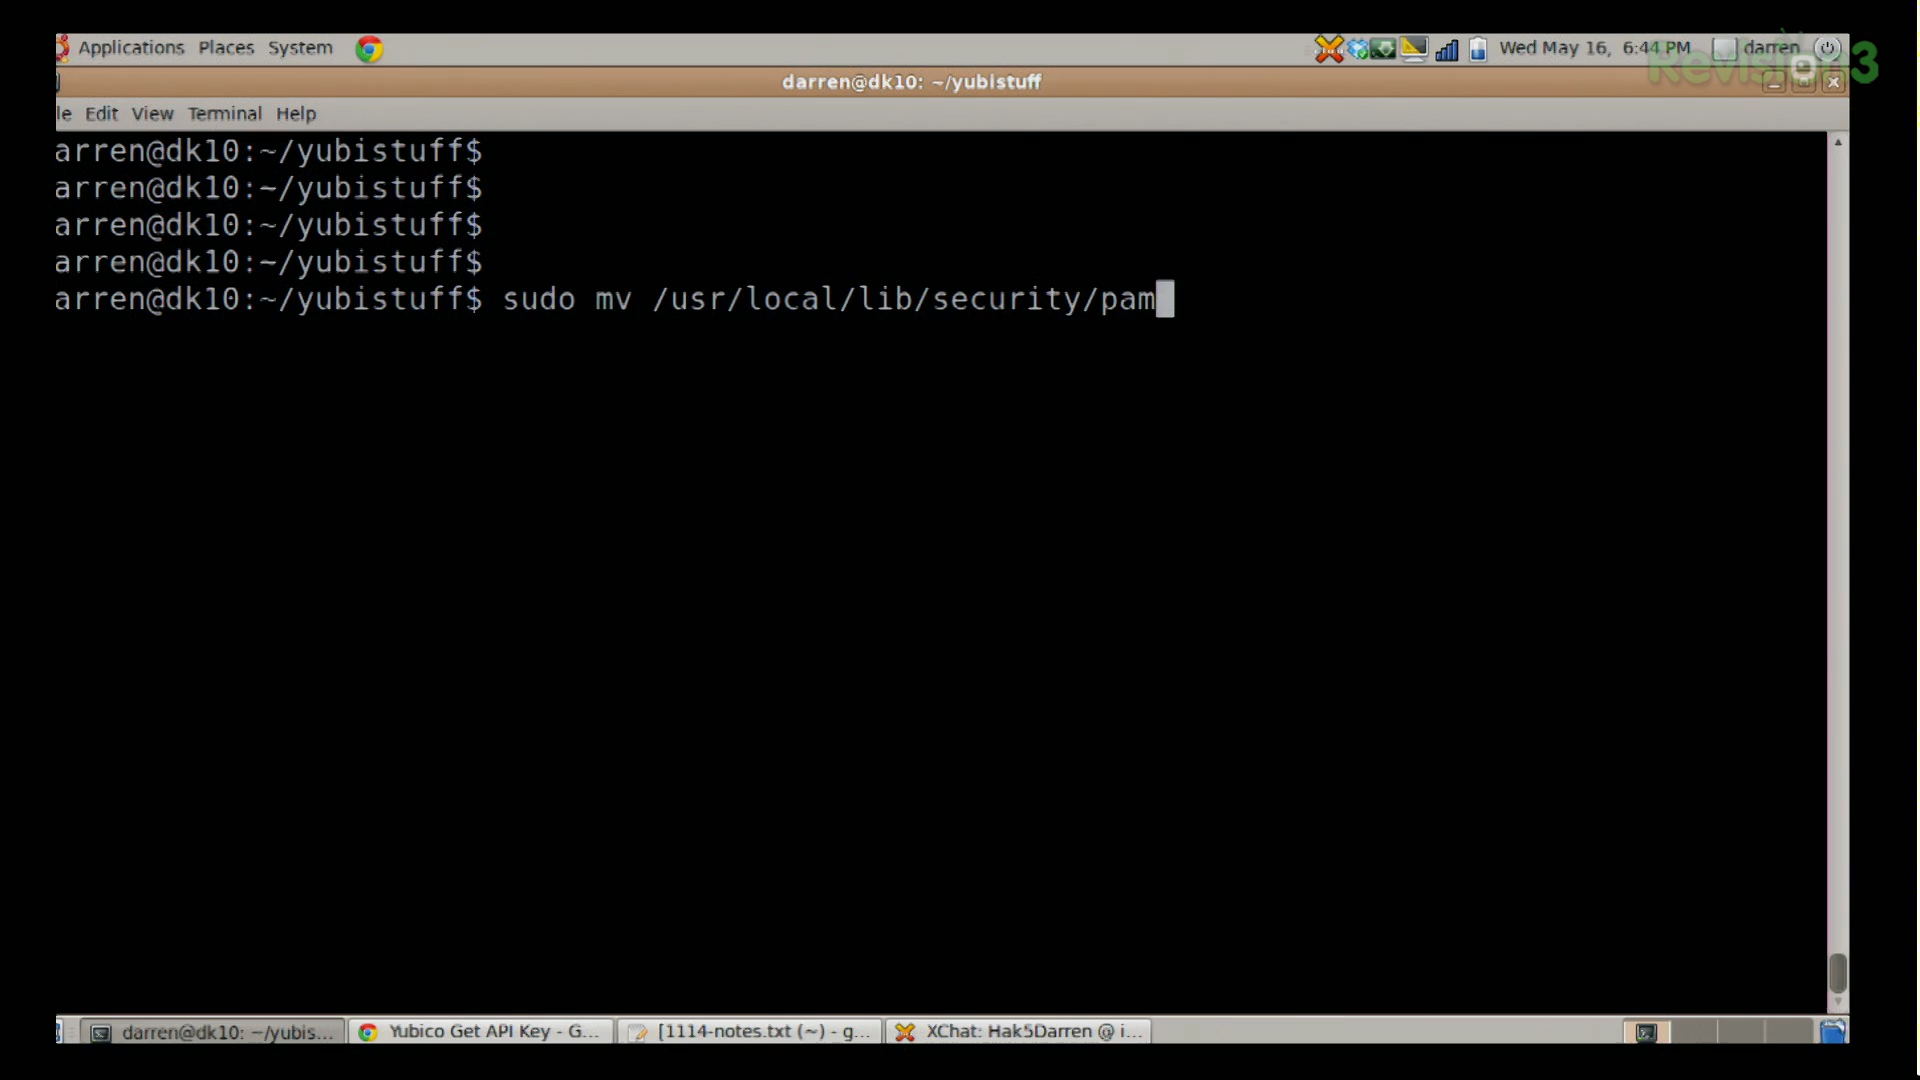 Applications Places System Wed May 16, 6:44 PM darren
Revision3
darren@dk10: ~/yubistuff
le Edit View Terminal Help
arren@dk10:~/yubistuff$
arren@dk10:~/yubistuff$
arren@dk10:~/yubistuff$
arren@dk10:~/yubistuff$
arren@dk10:~/yubistuff$ sudo mv /usr/local/lib/security/pam
darren@dk10: ~/yubis... Yubico Get API Key - G... [1114-notes.txt (~) - g... XChat: Hak5Darren @ i...